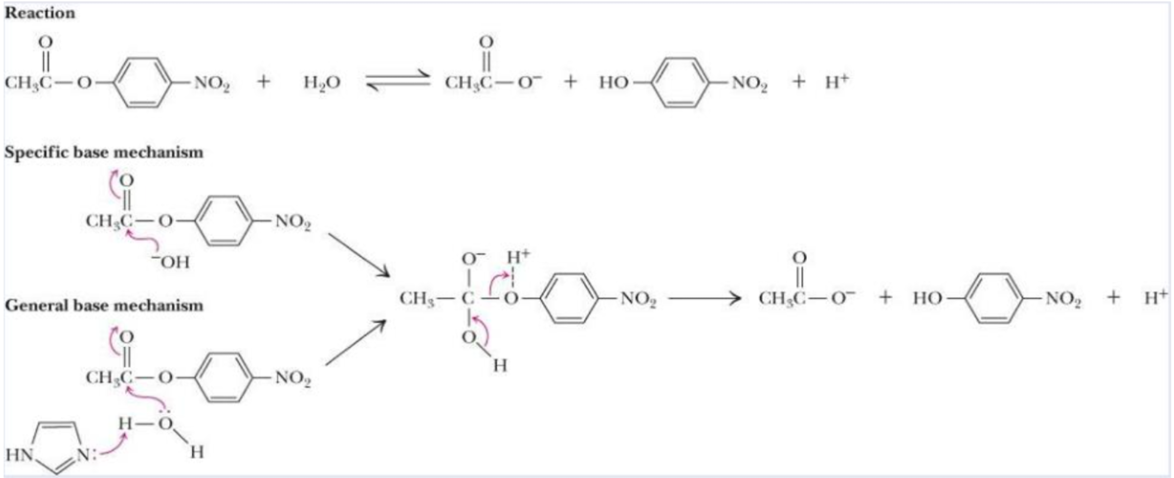 Reaction
O O
CH₃C—O— —NO₂ + H₂O ⇌ CH₃C—O⁻ + HO— —NO₂ + H⁺
Specific base mechanism
O
CH₃C—O— —NO₂
⁻OH
O⁻ H⁺ O
CH₃—C—O— —NO₂ → CH₃C—O⁻ + HO— —NO₂ + H⁺
O
H
General base mechanism
O
CH₃C—O— —NO₂
H—O:
HN N: H